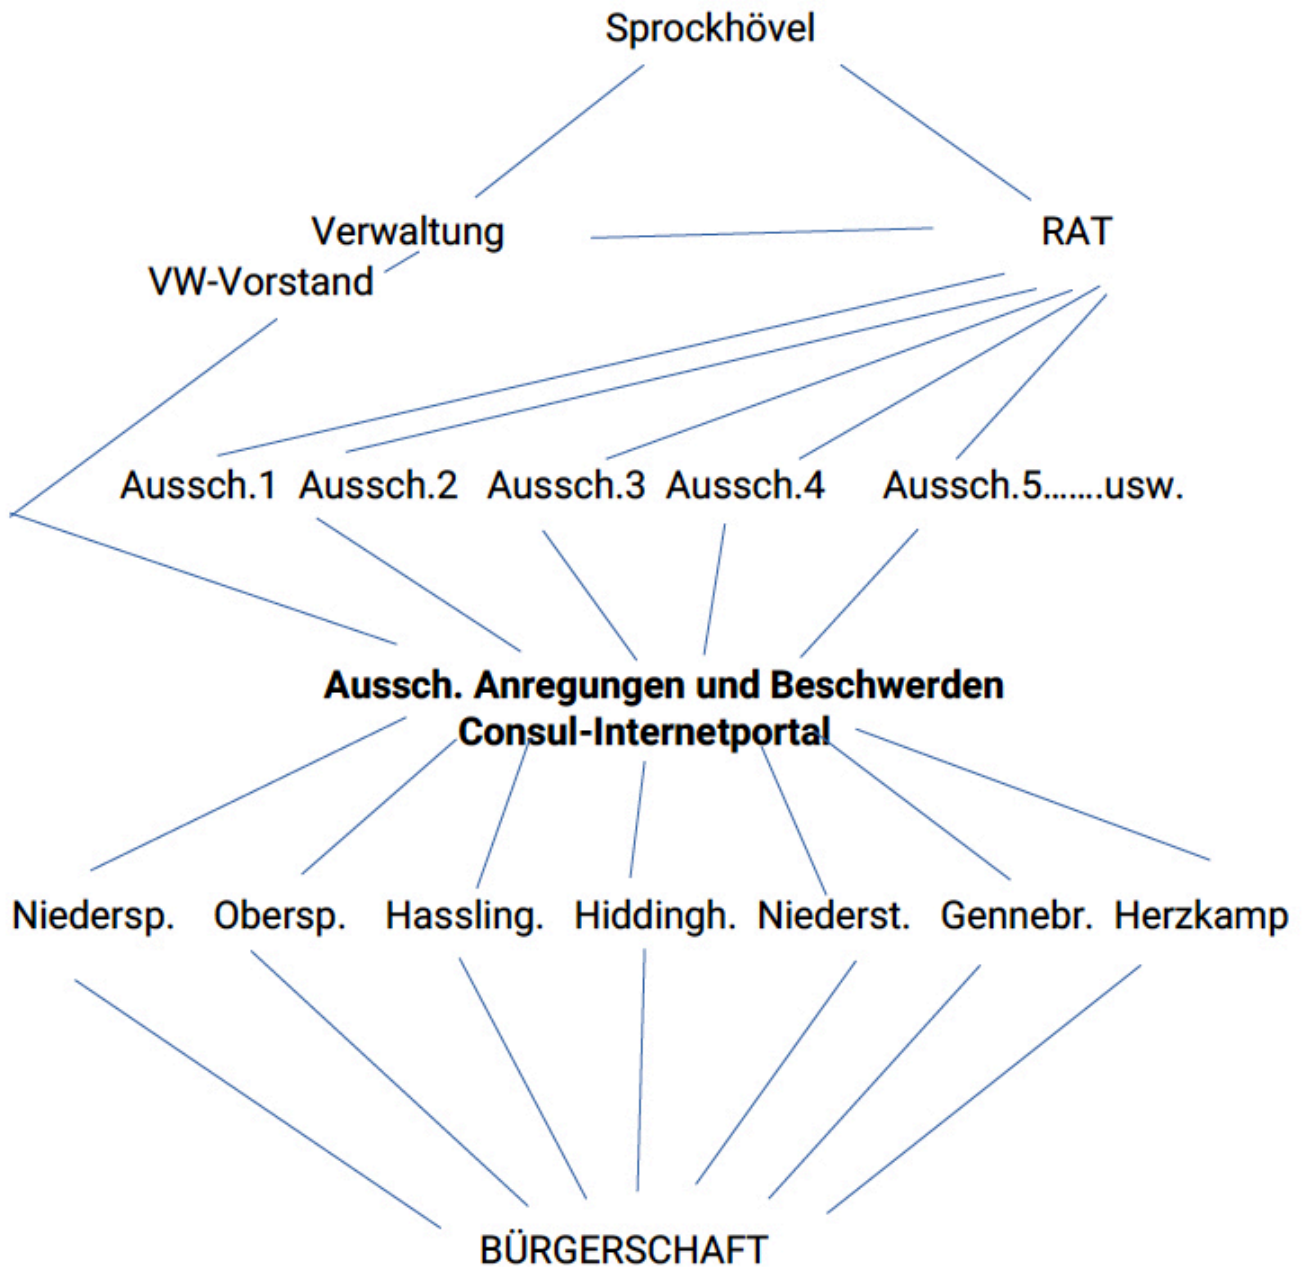 Sprockhövel
Verwaltung RAT
VW-Vorstand
Aussch.1 Aussch.2 Aussch.3 Aussch.4 Aussch.5.......usw.
Aussch. Anregungen und Beschwerden
Consul-Internetportal
Niedersp. Obersp. Hassling. Hiddingh. Niederst. Gennebr. Herzkamp
BÜRGERSCHAFT